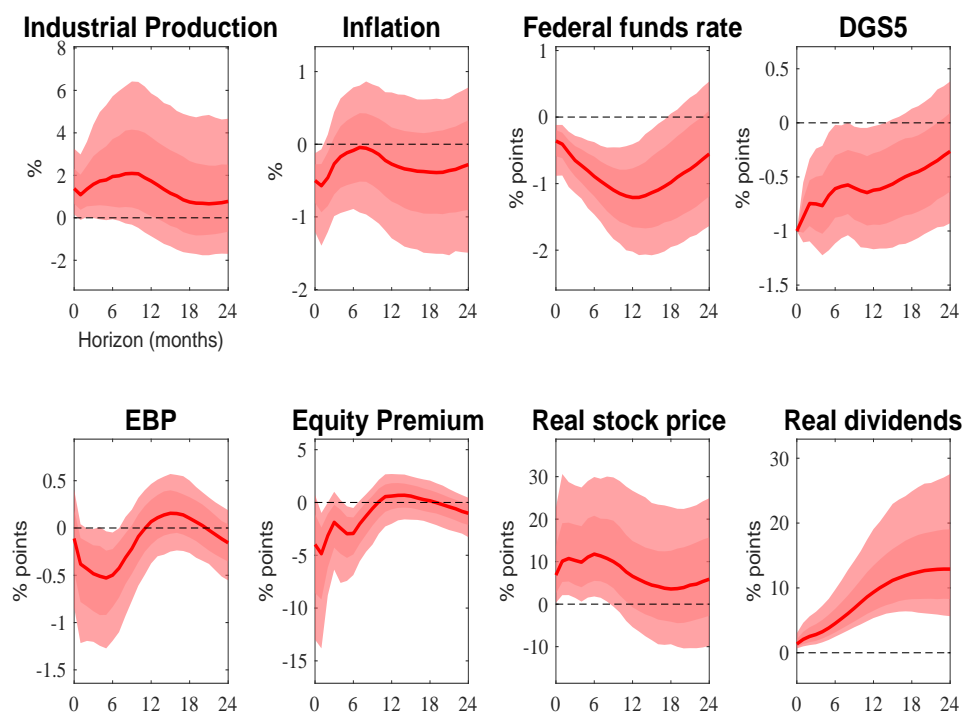 Industrial Production
Inflation
Federal funds rate
DGS5
8
6
4
2
0
-2
%
0 6 12 18 24
Horizon (months)
1
0
-1
-2
%
0 6 12 18 24
1
0
-1
-2
% points
0 6 12 18 24
0.5
0
-0.5
-1
-1.5
% points
0 6 12 18 24
EBP
Equity Premium
Real stock price
Real dividends
0.5
0
-0.5
-1
-1.5
% points
0 6 12 18 24
5
0
-5
-10
-15
% points
0 6 12 18 24
30
20
10
0
-10
% points
0 6 12 18 24
30
20
10
0
% points
0 6 12 18 24